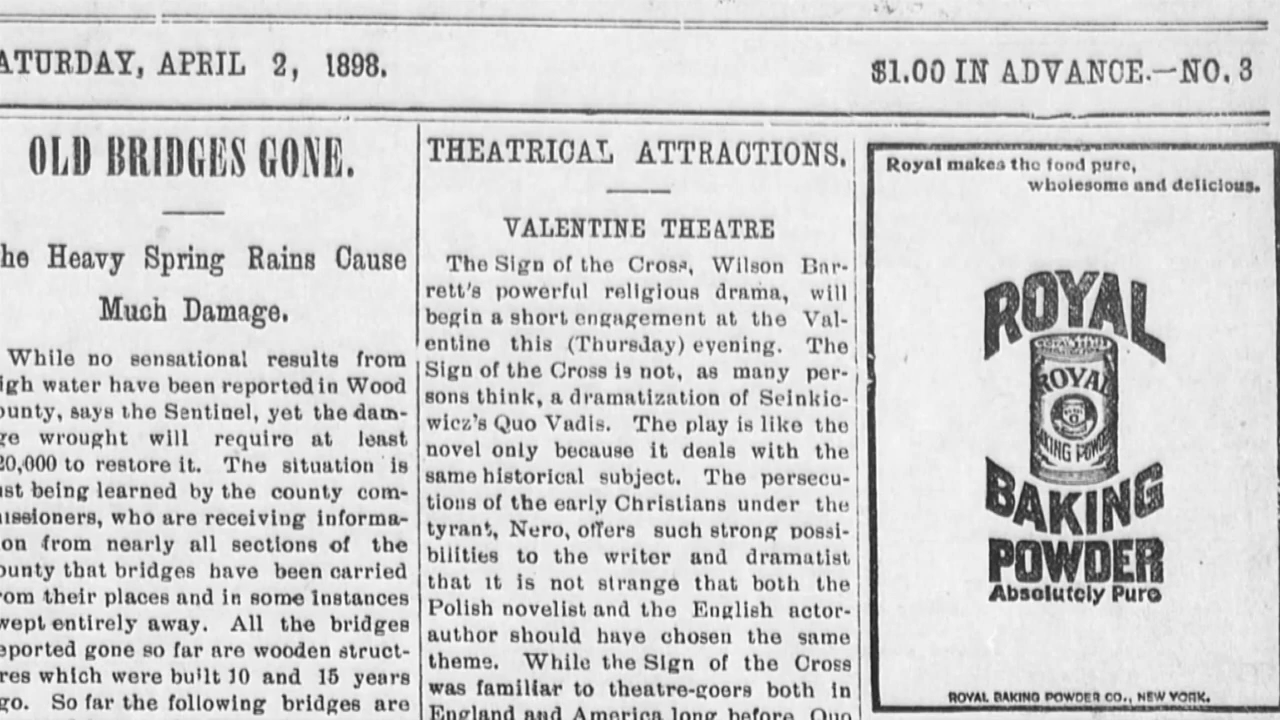 ATURDAY, APRIL 2, 1898.
$1.00 IN ADVANCE.—NO. 3
OLD BRIDGES GONE.
he Heavy Spring Rains Cause
Much Damage.
While no sensational results from
igh water have been reported in Wood
ounty, says the Sentinel, yet the dam-
ge wrought will require at least
20,000 to restore it. The situation is
ust being learned by the county com-
issioners, who are receiving informa-
on from nearly all sections of the
ounty that bridges have been carried
rom their places and in some instances
wept entirely away. All the bridges
eported gone so far are wooden struct-
res which were built 10 and 15 years
go. So far the following bridges are
THEATRICAL ATTRACTIONS.
VALENTINE THEATRE
The Sign of the Cross, Wilson Bar-
rett's powerful religious drama, will
begin a short engagement at the Val-
entine this (Thursday) evening. The
Sign of the Cross is not, as many per-
sons think, a dramatization of Seinkie-
wicz's Quo Vadis. The play is like the
novel only because it deals with the
same historical subject. The persecu-
tions of the early Christians under the
tyrant, Nero, offers such strong possi-
bilities to the writer and dramatist
that it is not strange that both the
Polish novelist and the English actor-
author should have chosen the same
theme. While the Sign of the Cross
was familiar to theatre-goers both in
England and America long before Quo
Royal makes the food pure,
wholesome and delicious.
ROYAL
ROYAL
BAKING POWDER
BAKING
POWDER
Absolutely Pure
ROYAL BAKING POWDER CO., NEW YORK.